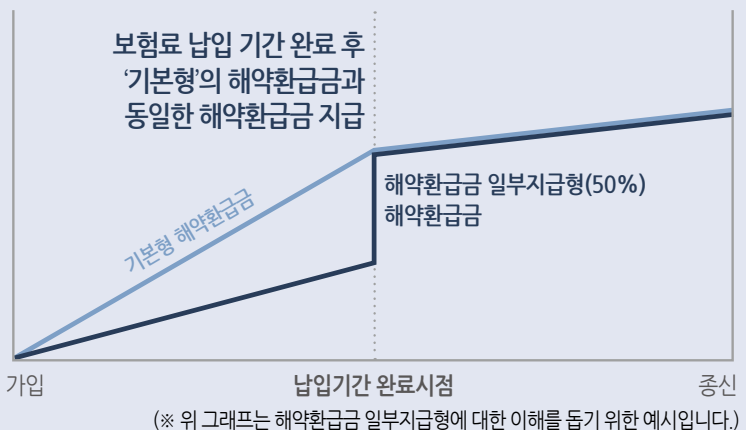 보험료 납입 기간 완료 후
‘기본형’의 해약환급금과
동일한 해약환급금 지급
해약환급금 일부지급형(50%)
해약환급금
기본형 해약환급금
가입
납입기간 완료시점
종신
(※ 위 그래프는 해약환급금 일부지급형에 대한 이해를 돕기 위한 예시입니다.)